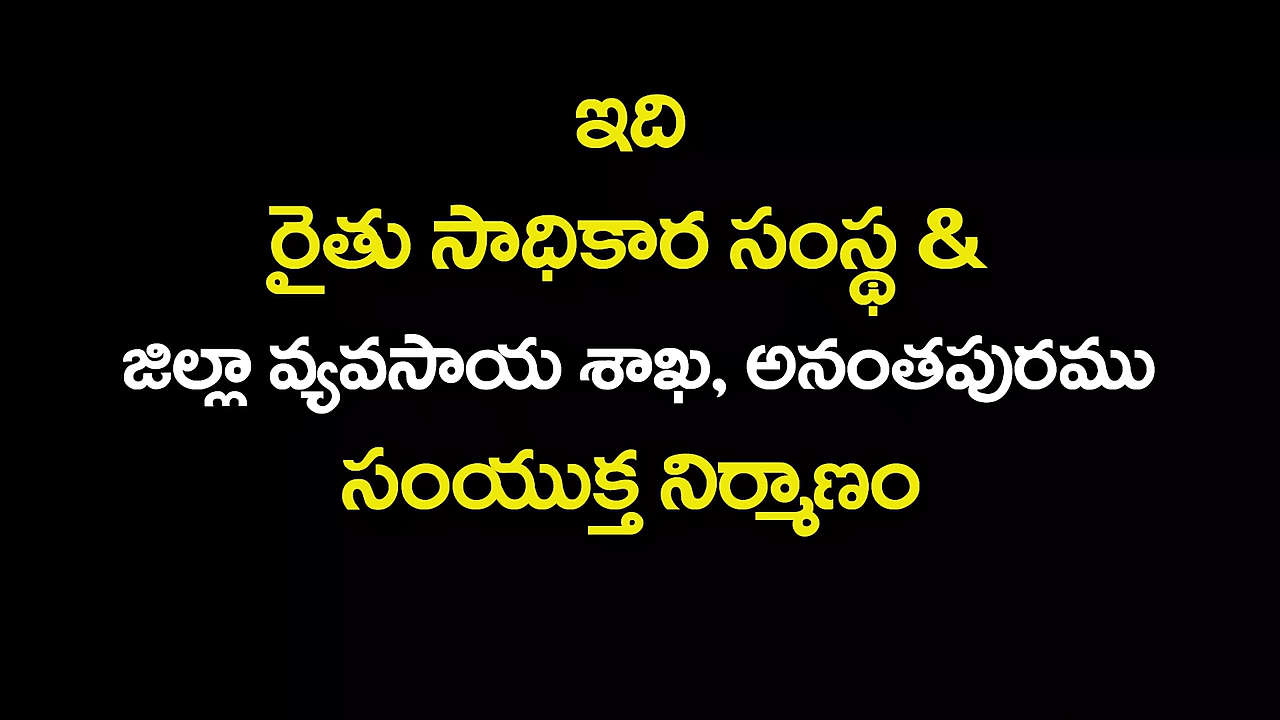 ఇది
రైతు సాధికార సంస్థ &
జిల్లా వ్యవసాయ శాఖ, అనంతపురము
సంయుక్త నిర్మాణం